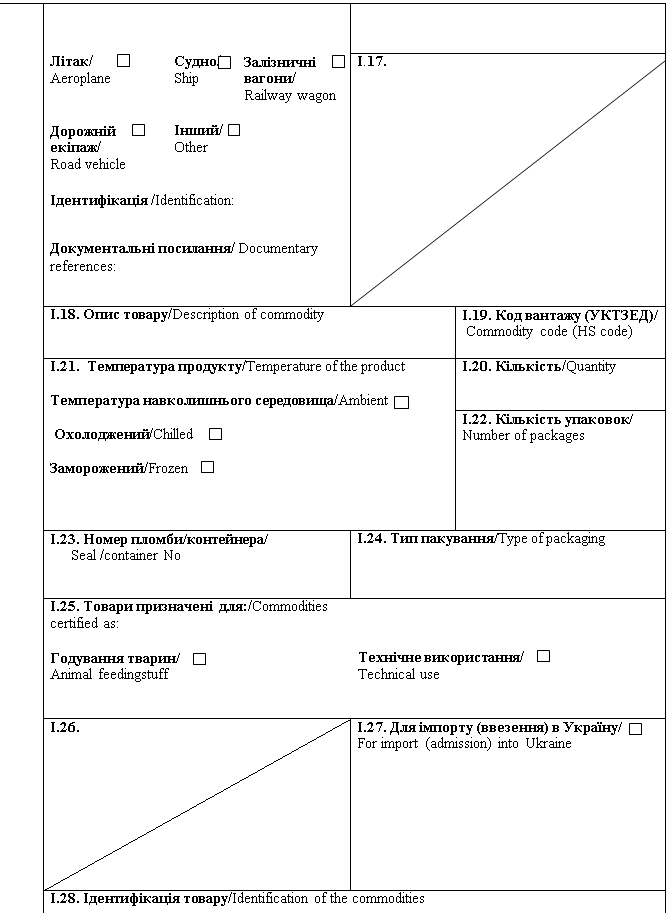 Літак/
Aeroplane
Судно/
Ship
Залізничні
вагони/
Railway wagon
I.17.
Дорожній
екіпаж/
Road vehicle
Інший/
Other
Ідентифікація /Identification:
Документальні посилання/ Documentary
references:
I.18. Опис товару/Description of commodity
I.19. Код вантажу (УКТЗЕД)/
Commodity code (HS code)
I.21. Температура продукту/Temperature of the product
Температура навколишнього середовища/Ambient
Охолоджений/Chilled
Заморожений/Frozen
I.20. Кількість/Quantity
I.22. Кількість упаковок/
Number of packages
I.23. Номер пломби/контейнера/
Seal /container No
I.24. Тип пакування/Type of packaging
I.25. Товари призначені для:/Commodities
certified as:
Годування тварин/
Animal feedingstuff
Технічне використання/
Technical use
I.26.
I.27. Для імпорту (ввезення) в Україну/
For import (admission) into Ukraine
I.28. Ідентифікація товару/Identification of the commodities